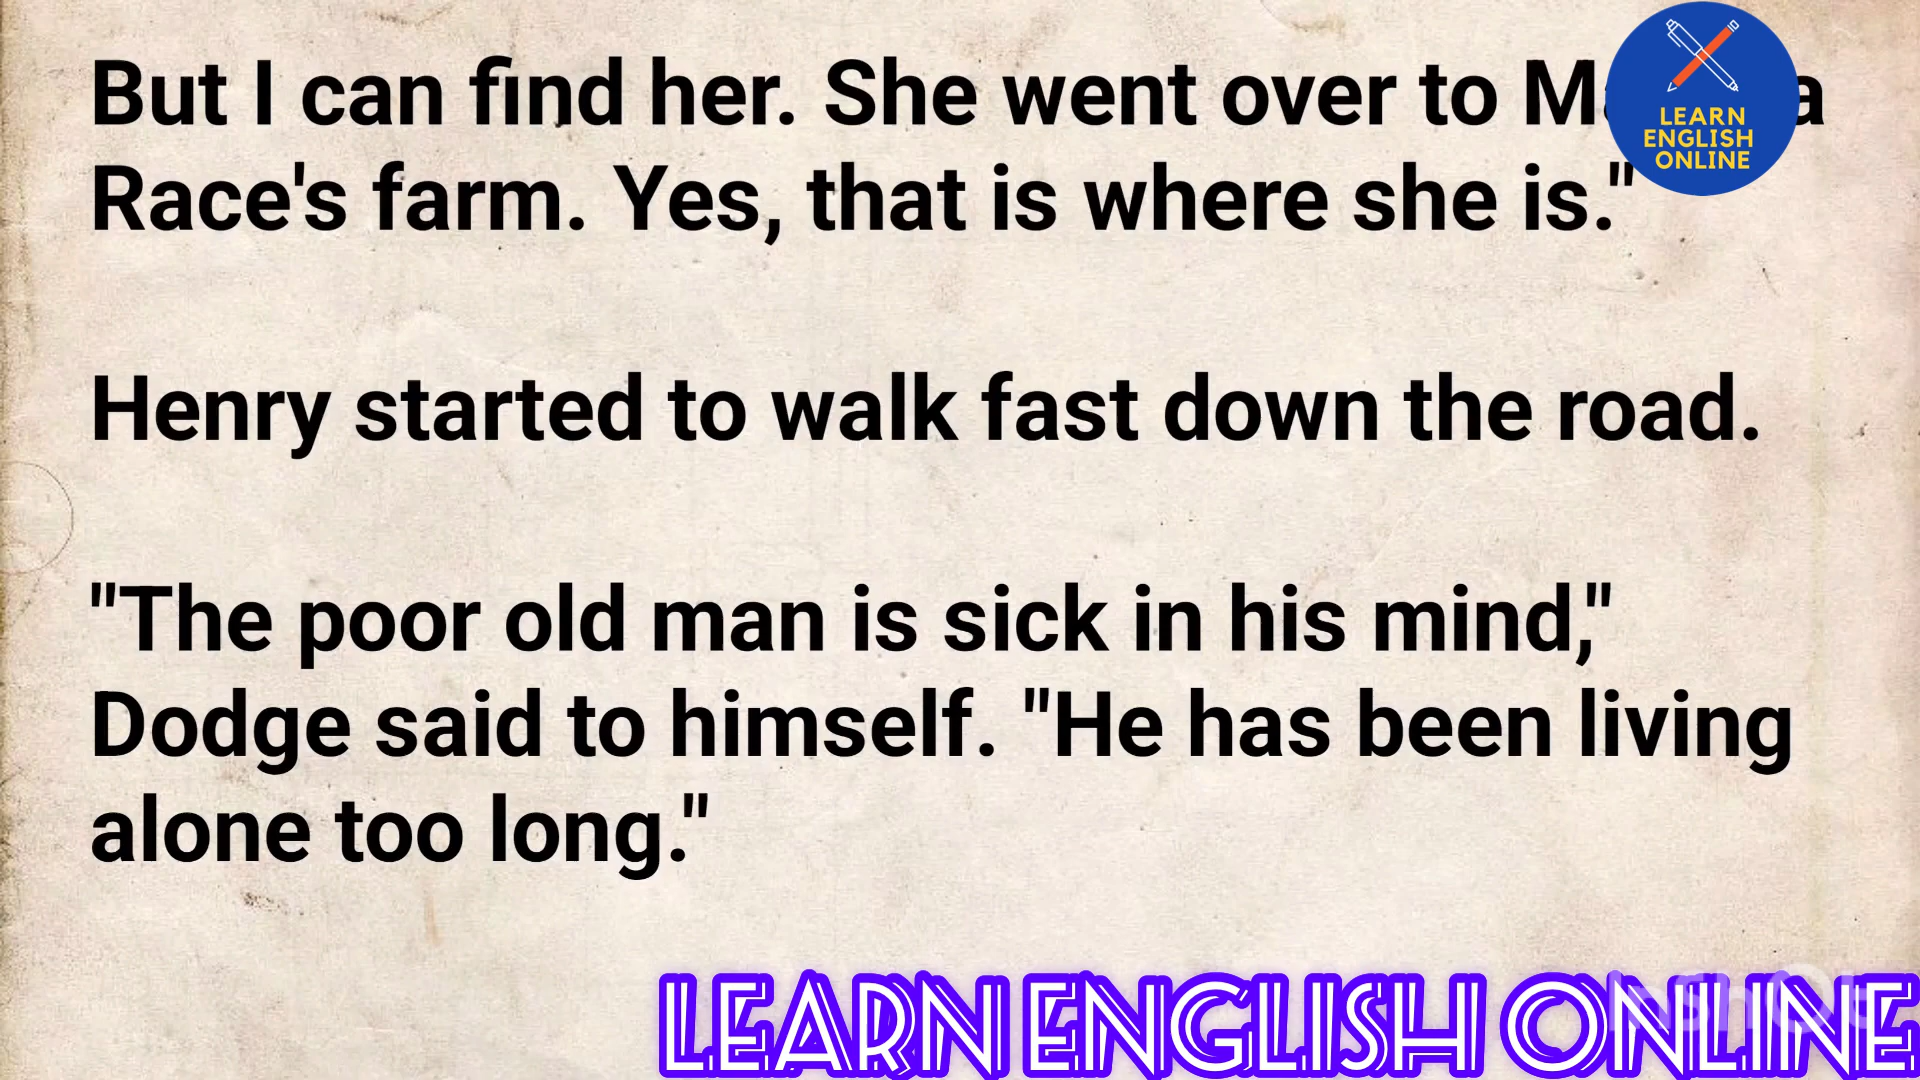 But I can find her. She went over to
Race's farm. Yes, that is where she is."
Henry started to walk fast down the road.
"The poor old man is sick in his mind,"
Dodge said to himself. "He has been living
alone too long."
LEARN
ENGLISH
ONLINE
LEARN ENGLISH ONLINE